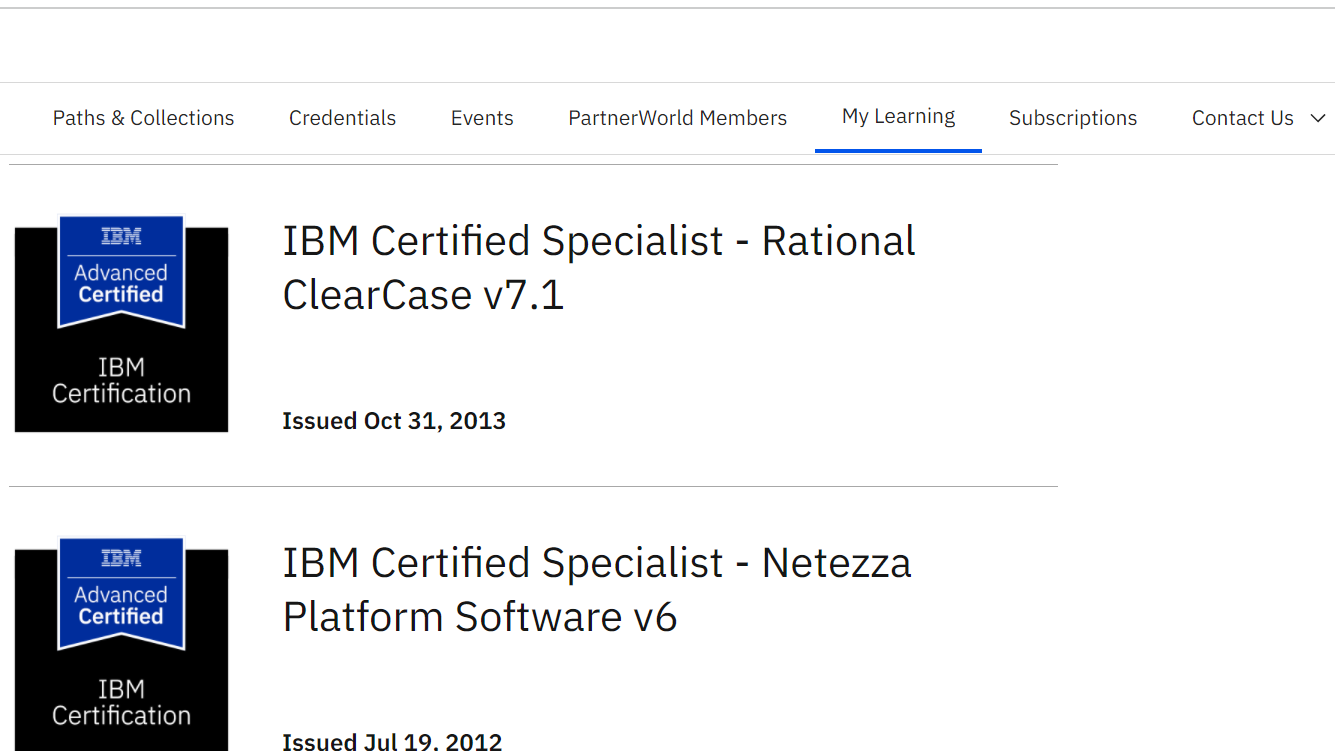 Paths & Collections Credentials Events PartnerWorld Members My Learning Subscriptions Contact Us
IBM
Advanced
Certified
IBM
Certification
IBM Certified Specialist - Rational
ClearCase v7.1
Issued Oct 31, 2013
IBM
Advanced
Certified
IBM
Certification
IBM Certified Specialist - Netezza
Platform Software v6
Issued Jul 19, 2012